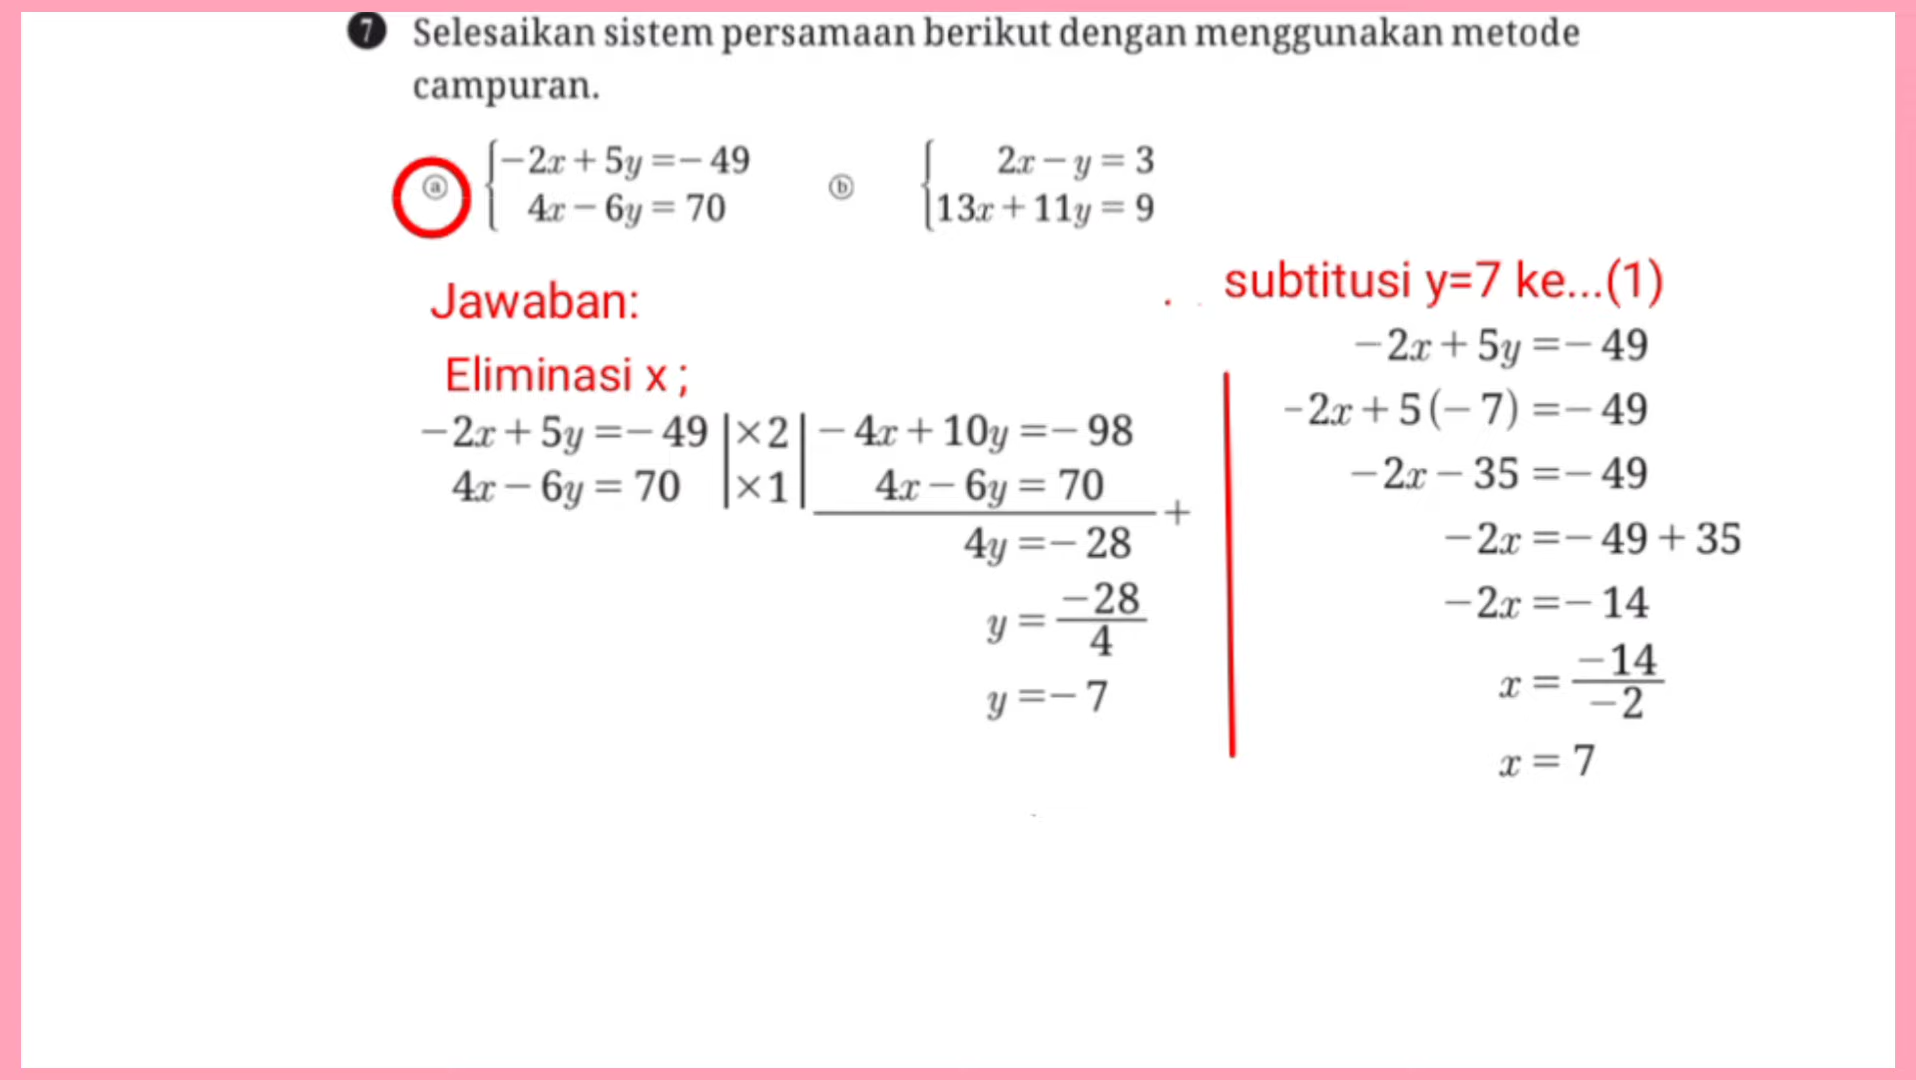 7 Selesaikan sistem persamaan berikut dengan menggunakan metode
campuran.
ⓐ { −2x + 5y = − 49
4x − 6y = 70
ⓑ { 2x − y = 3
13x + 11y = 9
Jawaban:
Eliminasi x ;
−2x + 5y = − 49 | ×2 | − 4x + 10y = − 98
4x − 6y = 70 | ×1 | 4x − 6y = 70
+
4y = − 28
y = −28/4
y = − 7
subtitusi y=7 ke...(1)
−2x + 5y = − 49
-2x + 5(− 7) = − 49
−2x − 35 = − 49
−2x = − 49 + 35
−2x = − 14
x = −14/−2
x = 7